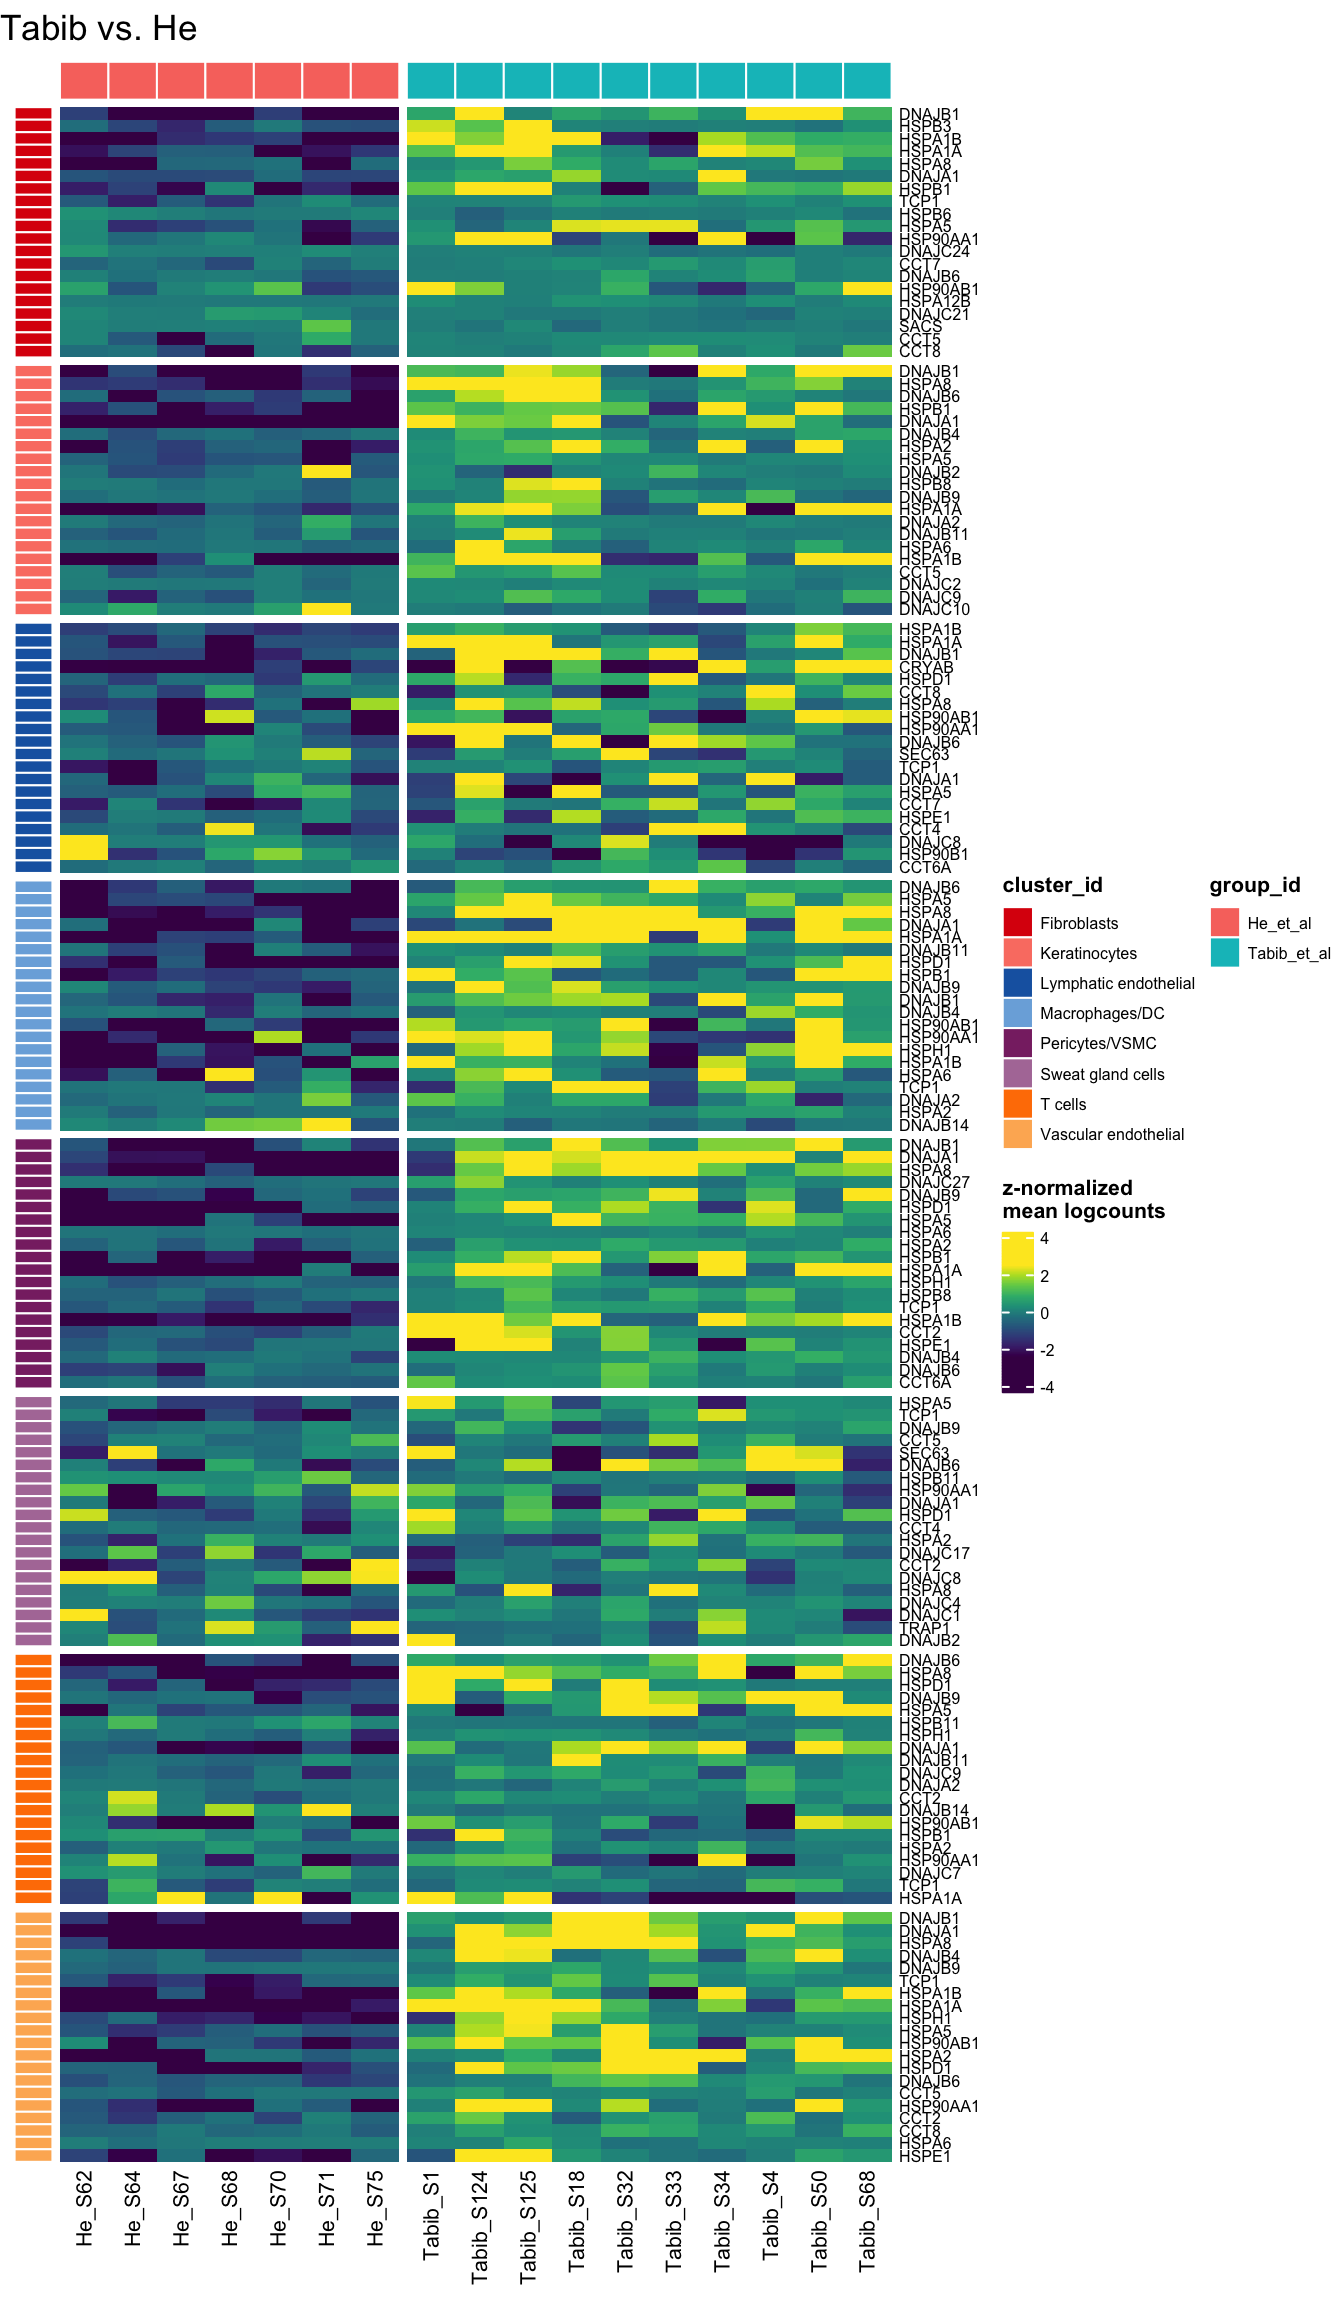 Tabib vs. He
DNAJB1
HSPB3
HSPA1B
HSPA1A
HSPA8
DNAJA1
HSPB1
TCP1
HSPB6
HSPA5
HSP90AA1
DNAJC24
CCT7
DNAJB6
HSP90AB1
HSPA12B
DNAJC21
SACS
CCT5
CCT8
DNAJB1
HSPA8
DNAJB6
HSPB1
DNAJA1
DNAJB4
HSPA2
HSPA5
DNAJB2
HSPB8
DNAJB9
HSPA1A
DNAJA2
DNAJB11
HSPA6
HSPA1B
CCT5
DNAJC2
DNAJC9
DNAJC10
HSPA1B
HSPA1A
DNAJB1
CRYAB
HSPD1
CCT8
HSPA8
HSP90AB1
HSP90AA1
DNAJB6
SEC63
TCP1
DNAJA1
HSPA5
CCT7
HSPE1
CCT4
DNAJC8
HSP90B1
CCT6A
DNAJB6
HSPA5
HSPA8
DNAJA1
HSPA1A
DNAJB11
HSPD1
HSPB1
DNAJB9
DNAJB1
DNAJB4
HSP90AB1
HSP90AA1
HSPH1
HSPA1B
HSPA6
TCP1
DNAJA2
HSPA2
DNAJB14
DNAJB1
DNAJA1
HSPA8
DNAJC27
DNAJB9
HSPD1
HSPA5
HSPA6
HSPA2
HSPB1
HSPA1A
HSPH1
HSPB8
TCP1
HSPA1B
CCT2
HSPE1
DNAJB4
DNAJB6
CCT6A
HSPA5
TCP1
DNAJB9
CCT5
SEC63
DNAJB6
HSPB11
HSP90AA1
DNAJA1
HSPD1
CCT4
HSPA2
DNAJC17
CCT2
DNAJC8
HSPA8
DNAJC4
DNAJC1
TRAP1
DNAJB2
DNAJB6
HSPA8
HSPD1
DNAJB9
HSPA5
HSPB11
HSPH1
DNAJA1
DNAJB11
DNAJC9
DNAJA2
CCT2
DNAJB14
HSP90AB1
HSPB1
HSPA2
HSP90AA1
DNAJC7
TCP1
HSPA1A
DNAJB1
DNAJA1
HSPA8
DNAJB4
DNAJB9
TCP1
HSPA1B
HSPA1A
HSPH1
HSPA5
HSP90AB1
HSPA2
HSPD1
DNAJB6
CCT5
HSP90AA1
CCT2
CCT8
HSPA6
HSPE1
He_S62
He_S64
He_S67
He_S68
He_S70
He_S71
He_S75
Tabib_S1
Tabib_S124
Tabib_S125
Tabib_S18
Tabib_S32
Tabib_S33
Tabib_S34
Tabib_S4
Tabib_S50
Tabib_S68
cluster_id
Fibroblasts
Keratinocytes
Lymphatic endothelial
Macrophages/DC
Pericytes/VSMC
Sweat gland cells
T cells
Vascular endothelial
group_id
He_et_al
Tabib_et_al
z-normalized
mean logcounts
4
2
0
-2
-4